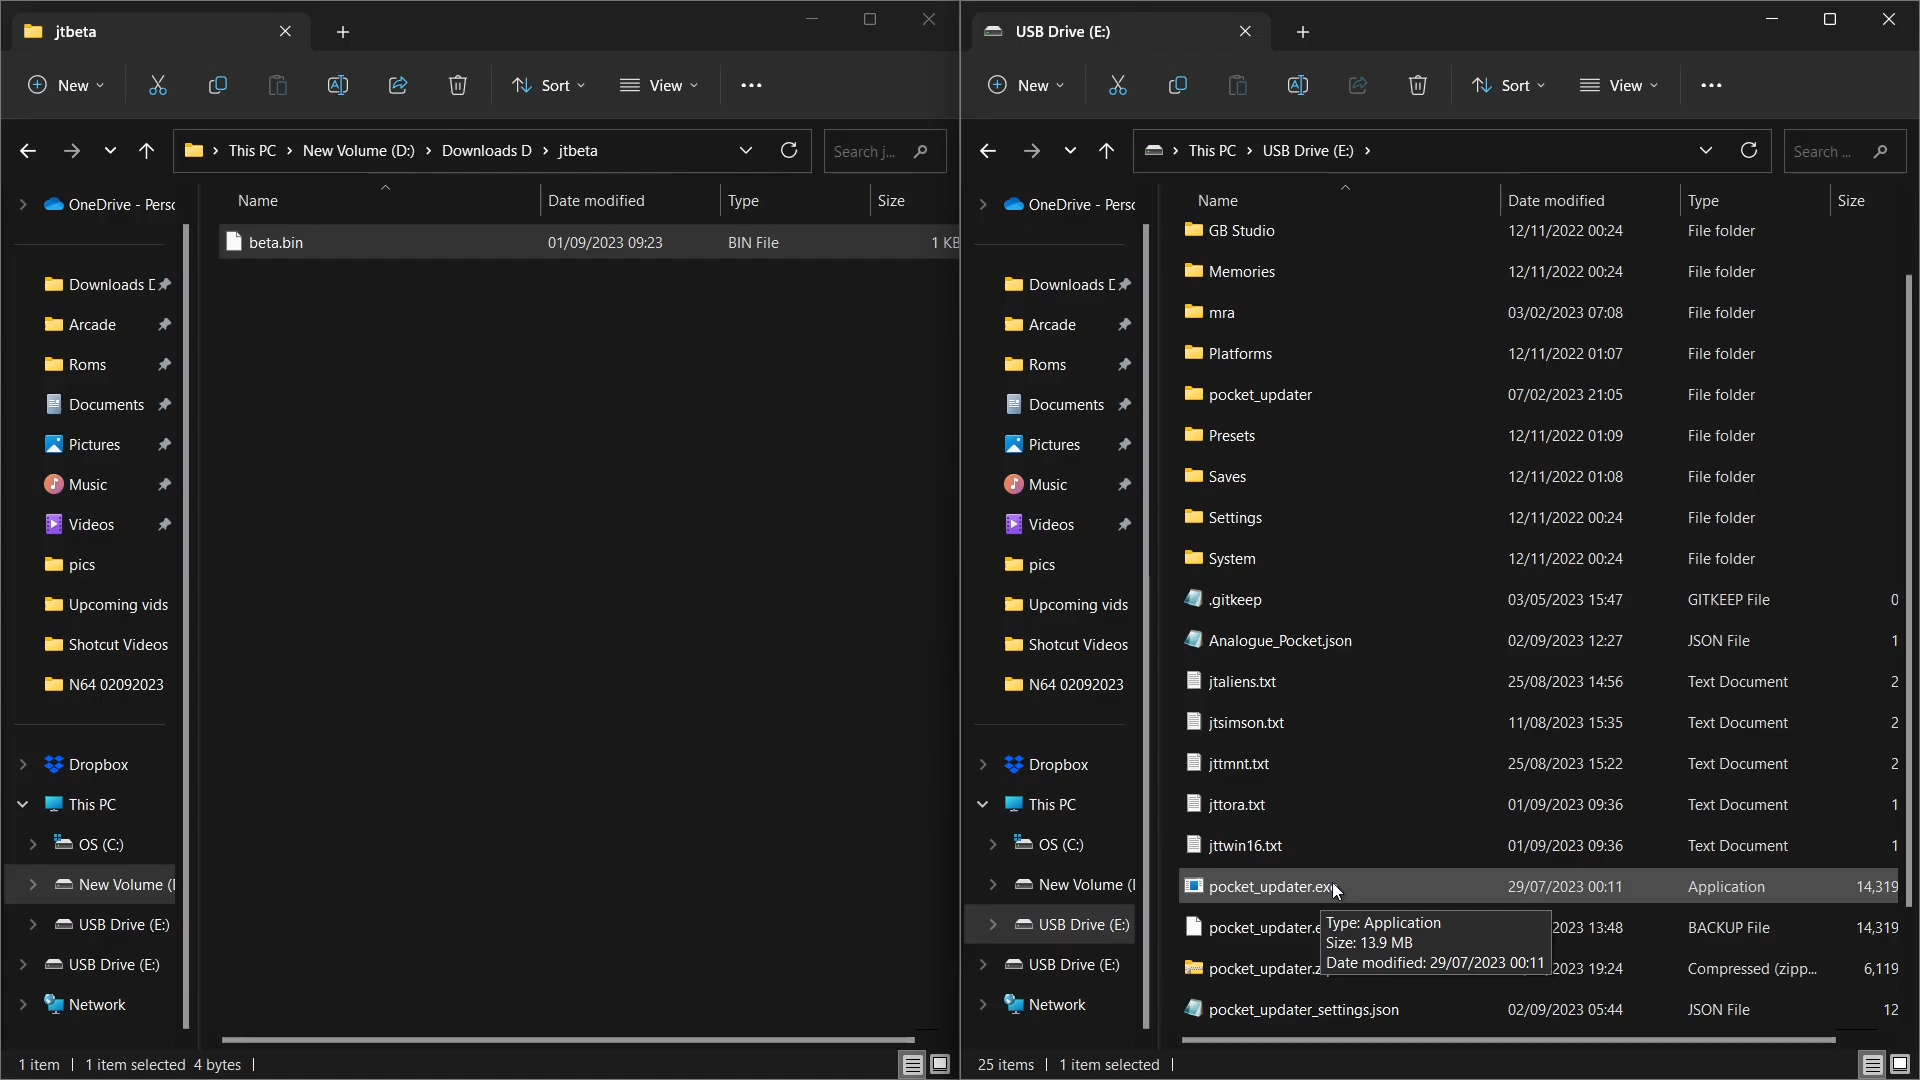 jtbeta
New
Sort
View
This PC
New Volume (D:)
Downloads D
jtbeta
Search j...
OneDrive - Persc
Downloads D
Arcade
Roms
Documents
Pictures
Music
Videos
pics
Upcoming vids
Shotcut Videos
N64 02092023
Dropbox
This PC
OS (C:)
New Volume (
USB Drive (E:)
USB Drive (E:)
Network
Name Date modified Type Size
beta.bin 01/09/2023 09:23 BIN File 1 KB
1 item 1 item selected 4 bytes
USB Drive (E:)
New
Sort
View
This PC
USB Drive (E:)
Search ...
OneDrive - Persc
Downloads D
Arcade
Roms
Documents
Pictures
Music
Videos
pics
Upcoming vids
Shotcut Videos
N64 02092023
Dropbox
This PC
OS (C:)
New Volume (
USB Drive (E:)
USB Drive (E:)
Network
Name Date modified Type Size
GB Studio 12/11/2022 00:24 File folder
Memories 12/11/2022 00:24 File folder
mra 03/02/2023 07:08 File folder
Platforms 12/11/2022 01:07 File folder
pocket_updater 07/02/2023 21:05 File folder
Presets 12/11/2022 01:09 File folder
Saves 12/11/2022 01:08 File folder
Settings 12/11/2022 00:24 File folder
System 12/11/2022 00:24 File folder
.gitkeep 03/05/2023 15:47 GITKEEP File 0
Analogue_Pocket.json 02/09/2023 12:27 JSON File 1
jtaliens.txt 25/08/2023 14:56 Text Document 2
jtsimson.txt 11/08/2023 15:35 Text Document 2
jttmnt.txt 25/08/2023 15:22 Text Document 2
jttora.txt 01/09/2023 09:36 Text Document 1
jttwin16.txt 01/09/2023 09:36 Text Document 1
pocket_updater.exe 29/07/2023 00:11 Application 14,319
pocket_updater.e 2023 13:48 BACKUP File 14,319
pocket_updater.z 2023 19:24 Compressed (zipp... 6,119
pocket_updater_settings.json 02/09/2023 05:44 JSON File 12
Type: Application
Size: 13.9 MB
Date modified: 29/07/2023 00:11
25 items 1 item selected